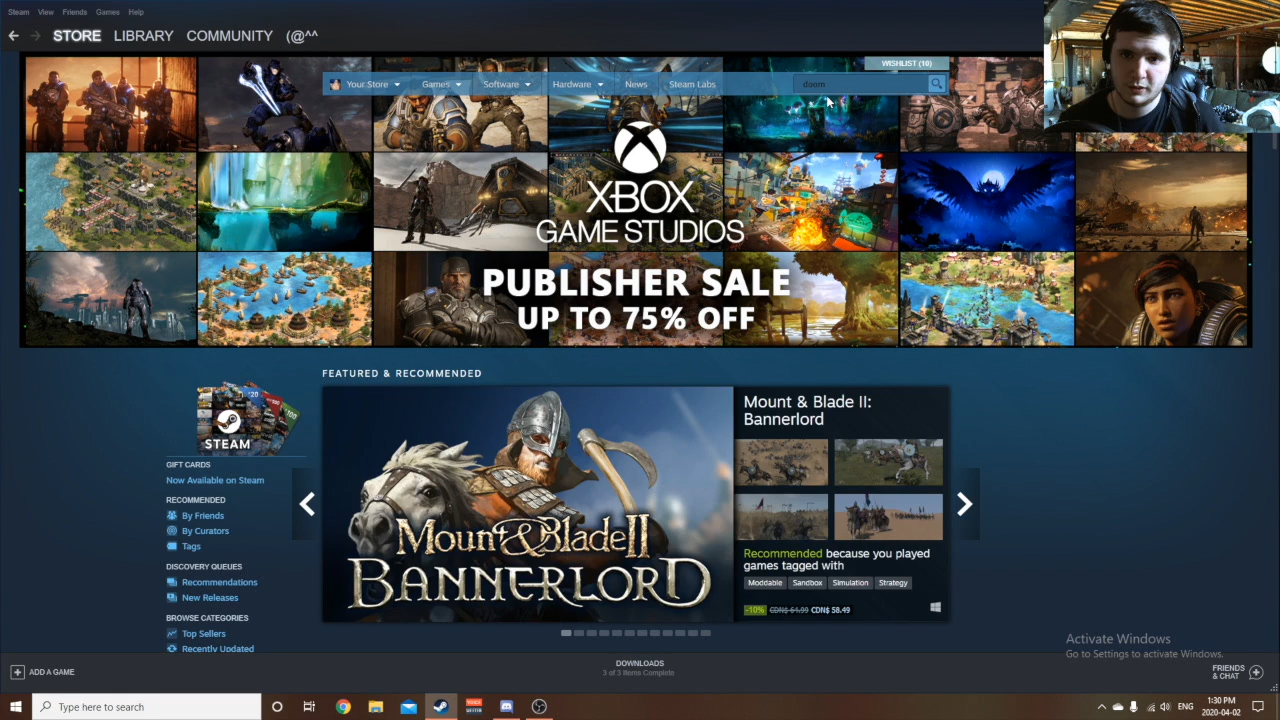 Steam View Friends Games Help
STORE LIBRARY COMMUNITY (@^^
WISHLIST (10)
Your Store Games Software Hardware News Steam Labs doom
XBOX
GAME STUDIOS
PUBLISHER SALE
UP TO 75% OFF
FEATURED & RECOMMENDED
STEAM
GIFT CARDS
Now Available on Steam
RECOMMENDED
By Friends
By Curators
Tags
DISCOVERY QUEUES
Recommendations
New Releases
BROWSE CATEGORIES
Top Sellers
Recently Updated
Mount & Blade II
BANNERLORD
Mount & Blade II:
Bannerlord
Recommended because you played
games tagged with
Moddable Sandbox Simulation Strategy
-10% CDN$ 64.99 CDN$ 58.49
Activate Windows
Go to Settings to activate Windows.
ADD A GAME
DOWNLOADS
3 of 3 Items Complete
FRIENDS
& CHAT
Type here to search
ENG
1:30 PM
2020-04-02